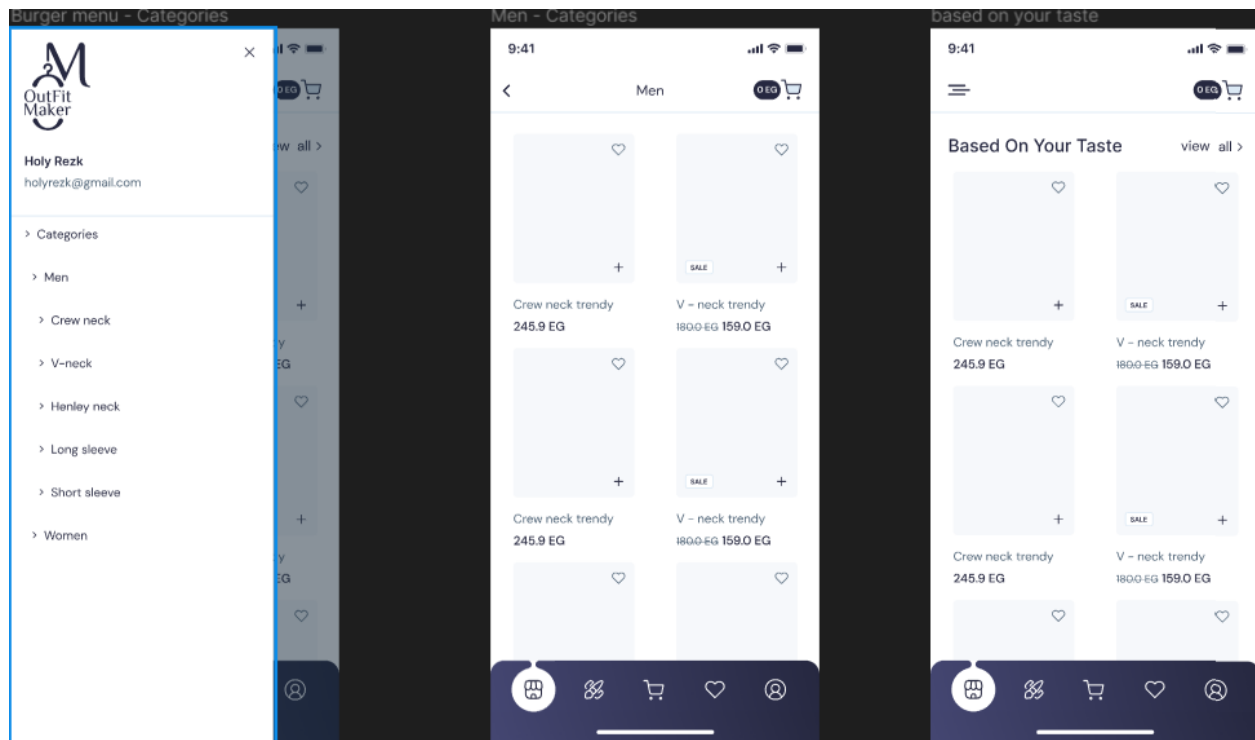 Burger menu - Categories
OutFit
Maker
Holy Rezk
holyrezk@gmail.com
> Categories
> Men
> Crew neck
> V-neck
> Henley neck
> Long sleeve
> Short sleeve
> Women
0 EG
all >
EG
Men - Categories
9:41
Men
0 EG
SALE
Crew neck trendy
V - neck trendy
245.9 EG
180.0 EG 159.0 EG
SALE
Crew neck trendy
V - neck trendy
245.9 EG
180.0 EG 159.0 EG
based on your taste
9:41
0 EG
Based On Your Taste
view all >
SALE
Crew neck trendy
V - neck trendy
245.9 EG
180.0 EG 159.0 EG
SALE
Crew neck trendy
V - neck trendy
245.9 EG
180.0 EG 159.0 EG